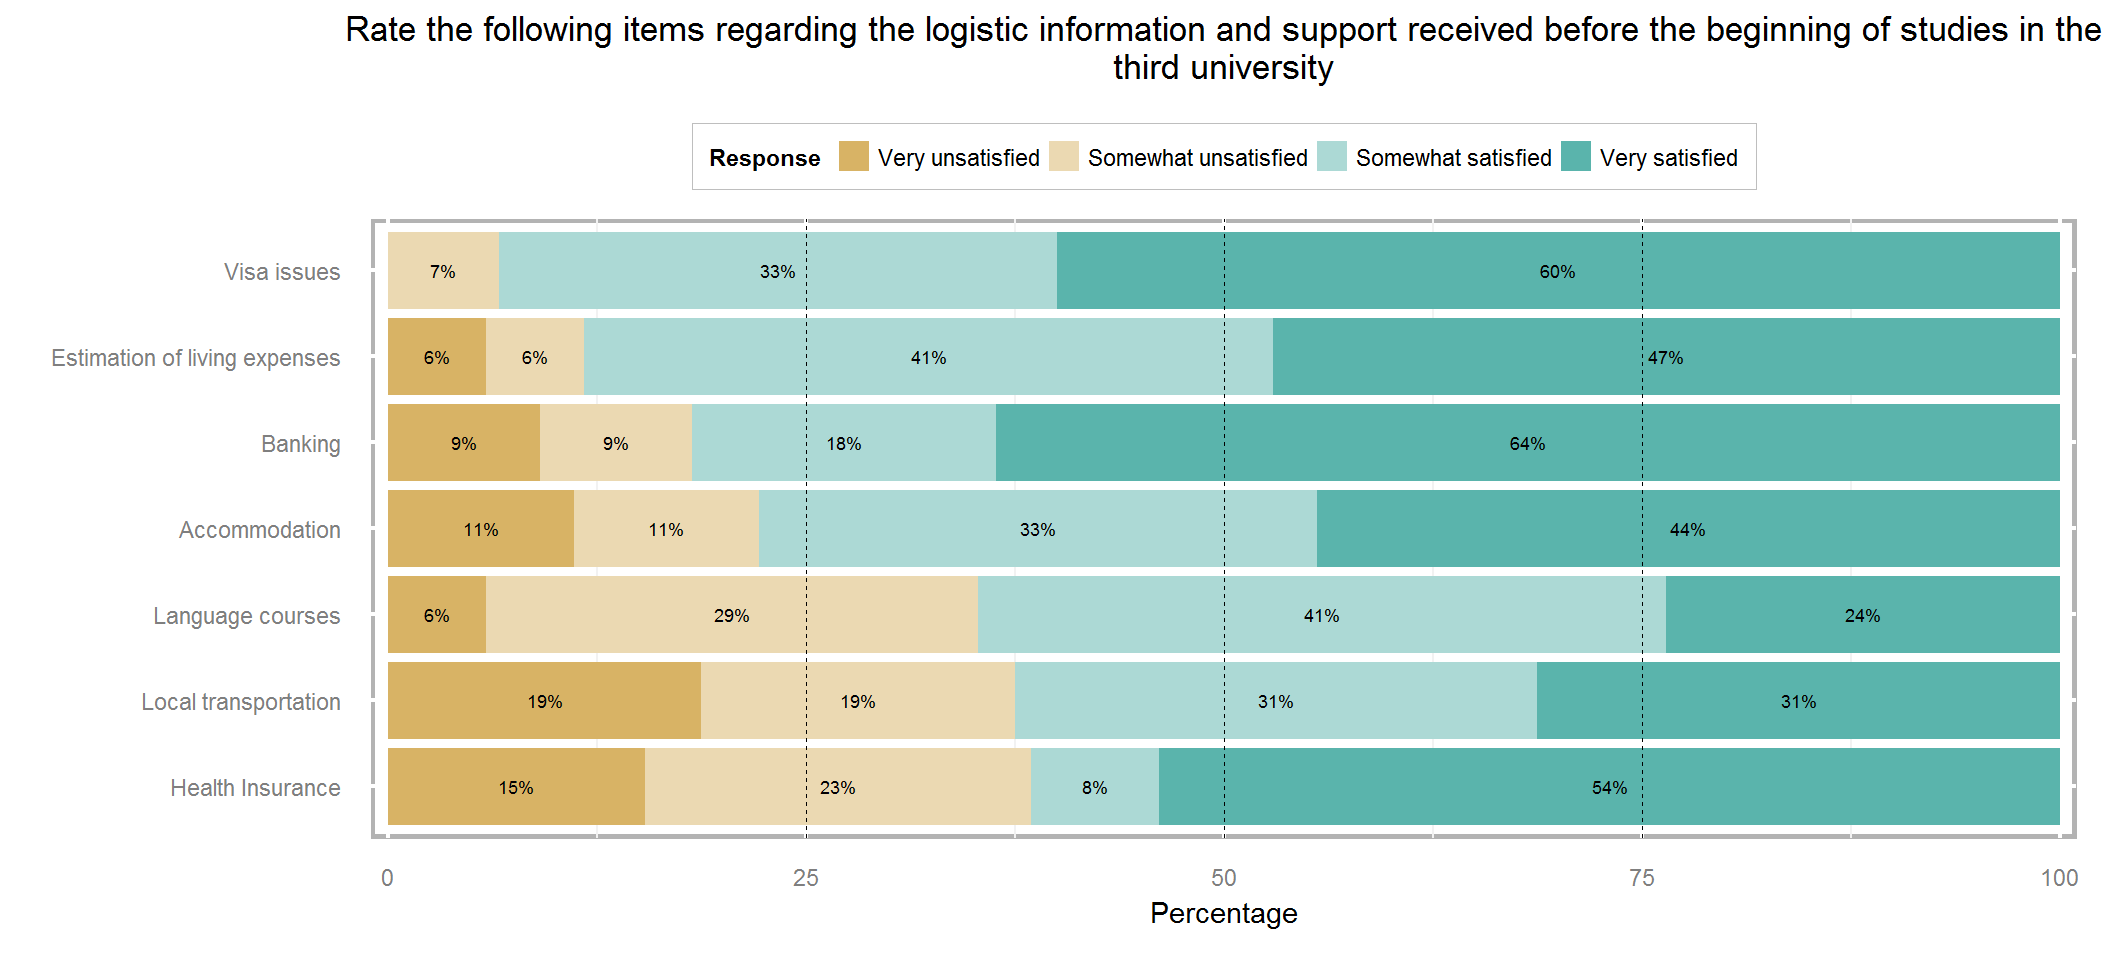 Rate the following items regarding the logistic information and support received before the beginning of studies in the
third university
Response Very unsatisfied Somewhat unsatisfied Somewhat satisfied Very satisfied
Visa issues 7% 33% 60%
Estimation of living expenses 6% 6% 41% 47%
Banking 9% 9% 18% 64%
Accommodation 11% 11% 33% 44%
Language courses 6% 29% 41% 24%
Local transportation 19% 19% 31% 31%
Health Insurance 15% 23% 8% 54%
0 25 50 75 100
Percentage